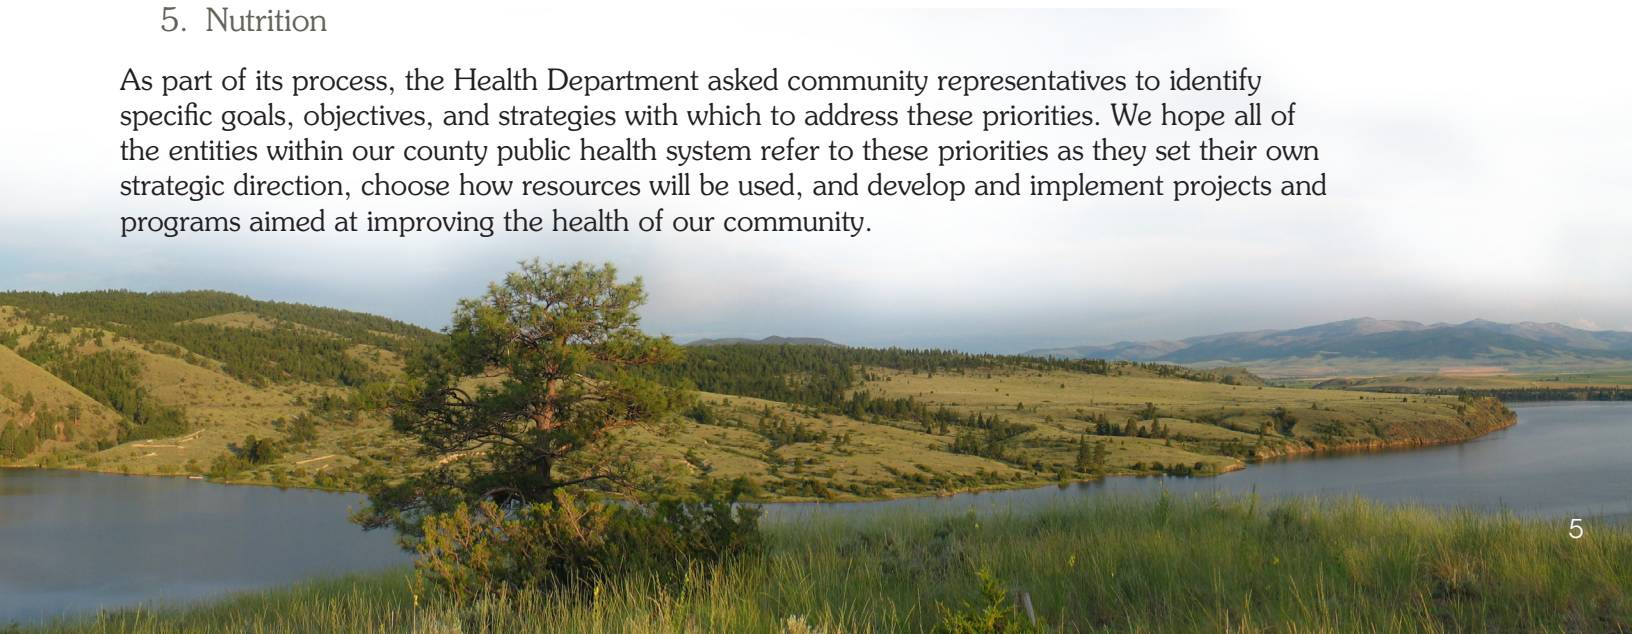 5. Nutrition
As part of its process, the Health Department asked community representatives to identify
specific goals, objectives, and strategies with which to address these priorities. We hope all of
the entities within our county public health system refer to these priorities as they set their own
strategic direction, choose how resources will be used, and develop and implement projects and
programs aimed at improving the health of our community.
5